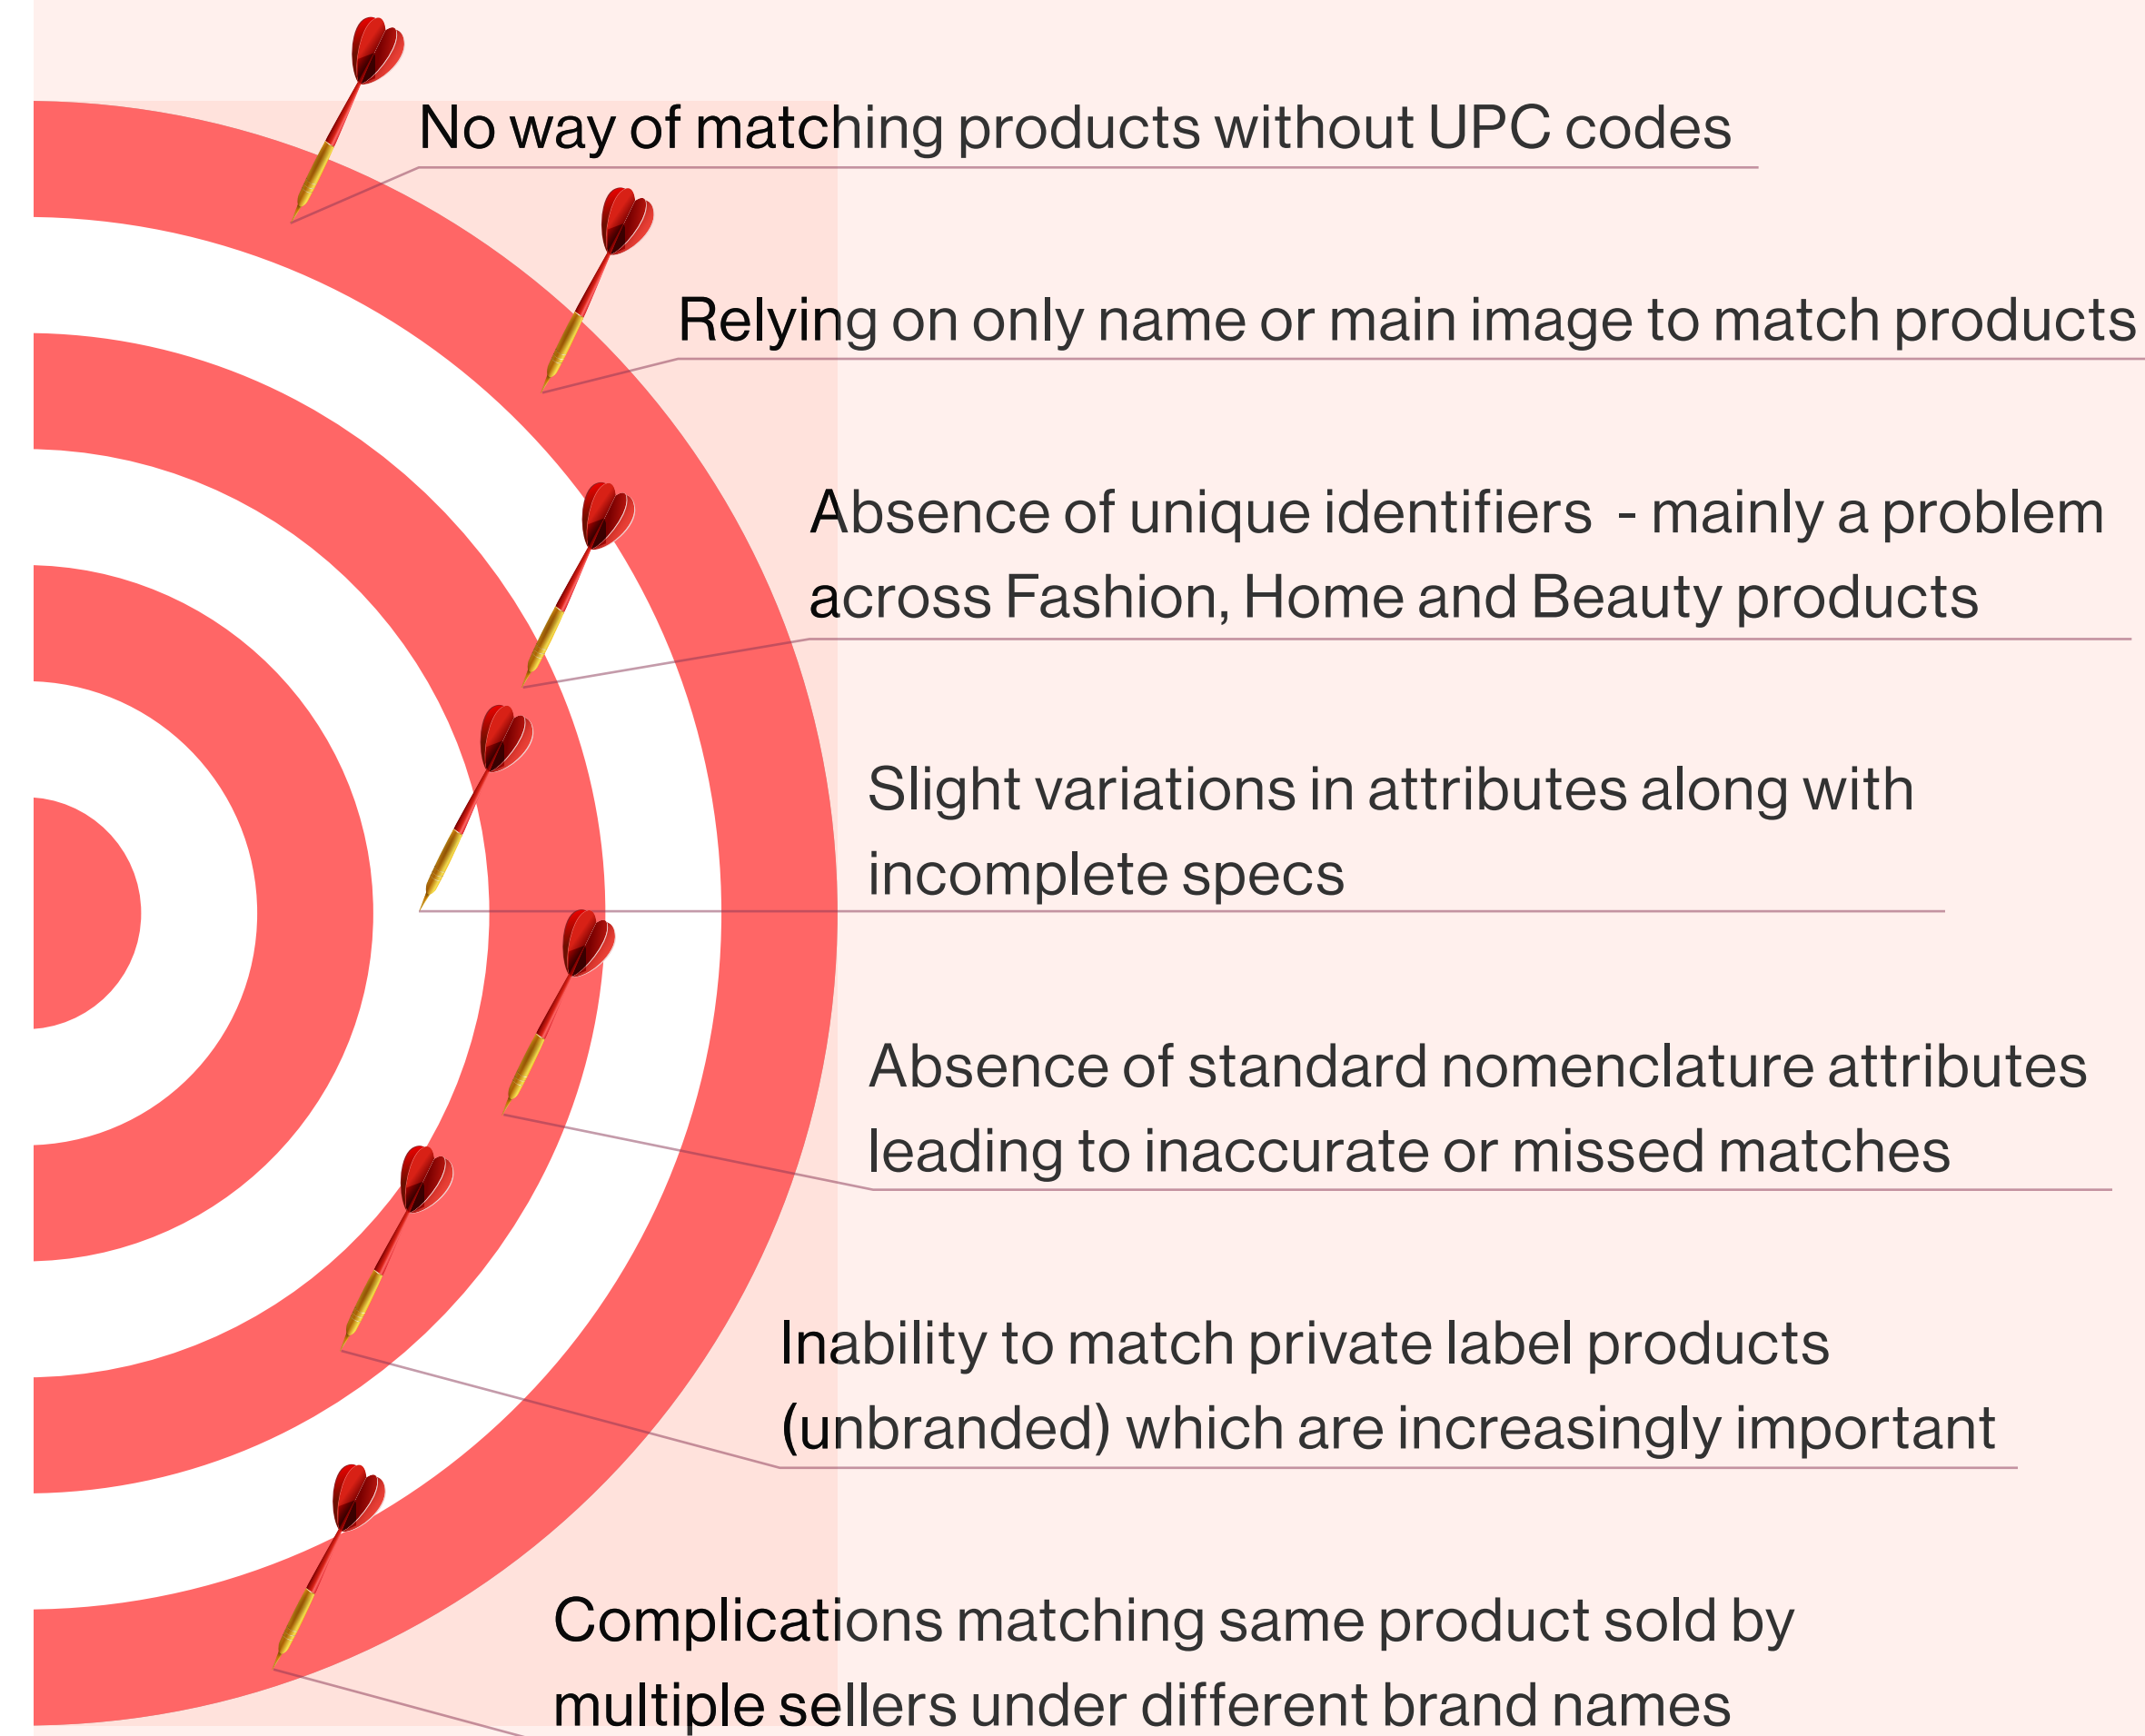 No way of matching products without UPC codes
Relying on only name or main image to match products
Absence of unique identifiers  - mainly a problem
across Fashion, Home and Beauty products
Slight variations in attributes along with
incomplete specs
Absence of standard nomenclature attributes
leading to inaccurate or missed matches
Inability to match private label products
(unbranded) which are increasingly important
Complications matching same product sold by
multiple sellers under different brand names